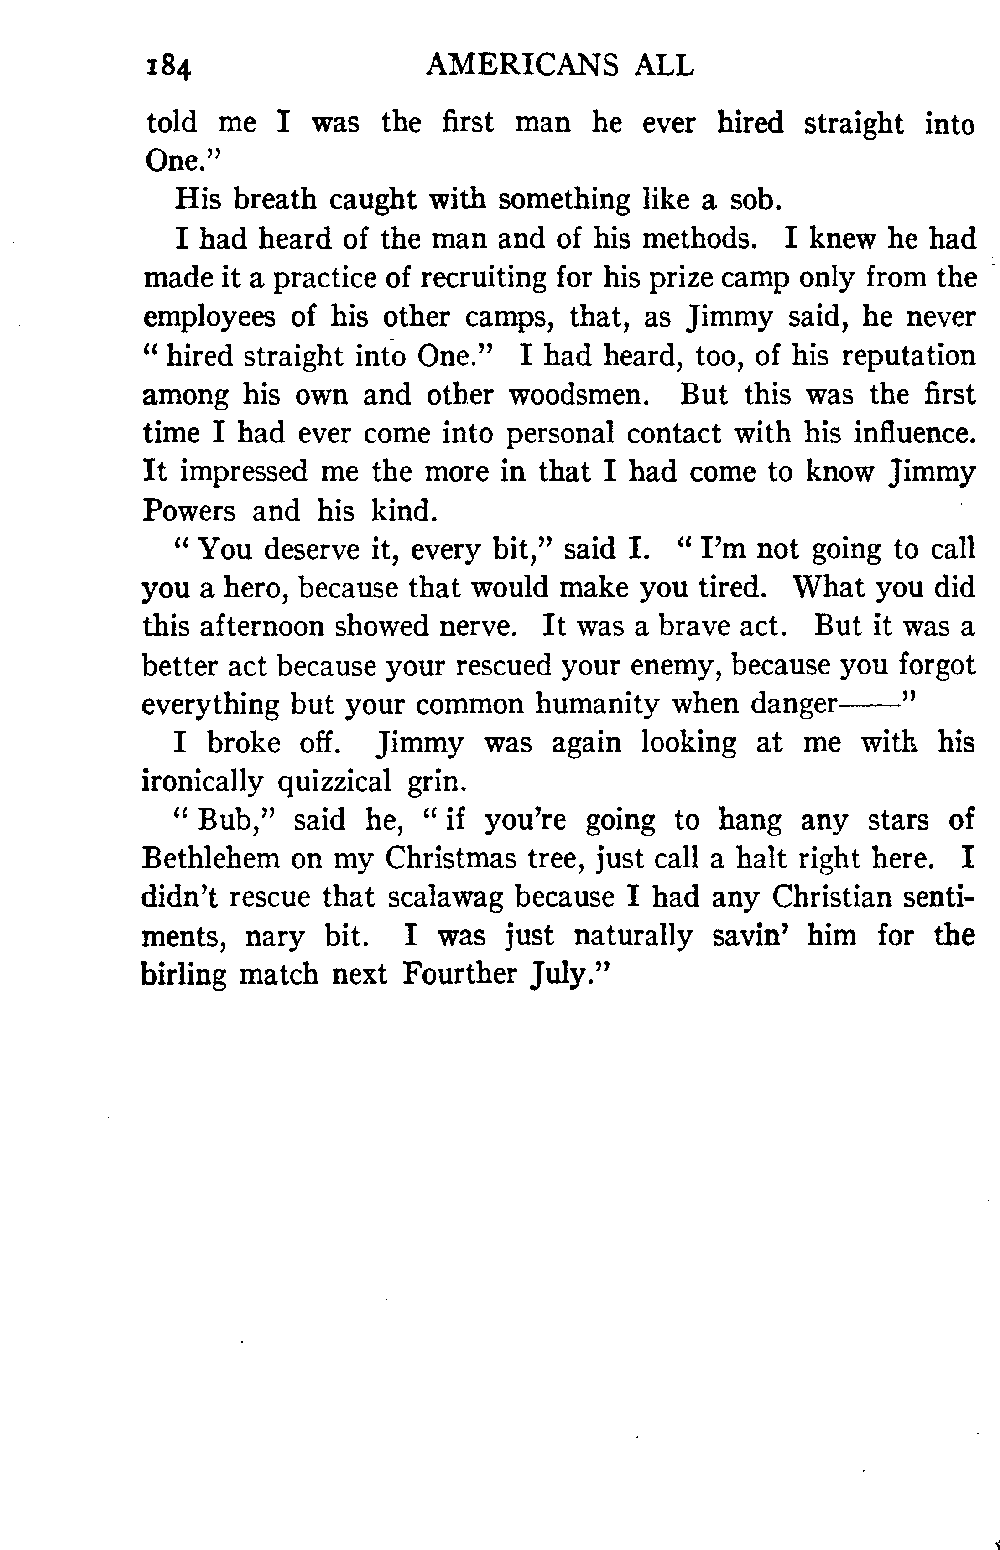 184 AMERICANS ALL
told me I was the first man he ever hired straight into
One.”
His breath caught with something like a sob.
I had heard of the man and of his methods. I knew he had
made it a practice of recruiting for his prize camp only from the
employees of his other camps, that, as Jimmy said, he never
“ hired straight into One.” I had heard, too, of his reputation
among his own and other woodsmen. But this was the first
time I had ever come into personal contact with his influence.
It impressed me the more in that I had come to know Jimmy
Powers and his kind.
“ You deserve it, every bit,” said I. “ I’m not going to call
you a hero, because that would make you tired. What you did
this afternoon showed nerve. It was a brave act. But it was a
better act because your rescued your enemy, because you forgot
everything but your common humanity when danger——”
I broke off. Jimmy was again looking at me with his
ironically quizzical grin.
“ Bub,” said he, “ if you’re going to hang any stars of
Bethlehem on my Christmas tree, just call a halt right here. I
didn’t rescue that scalawag because I had any Christian senti-
ments, nary bit. I was just naturally savin’ him for the
birling match next Fourther July.”